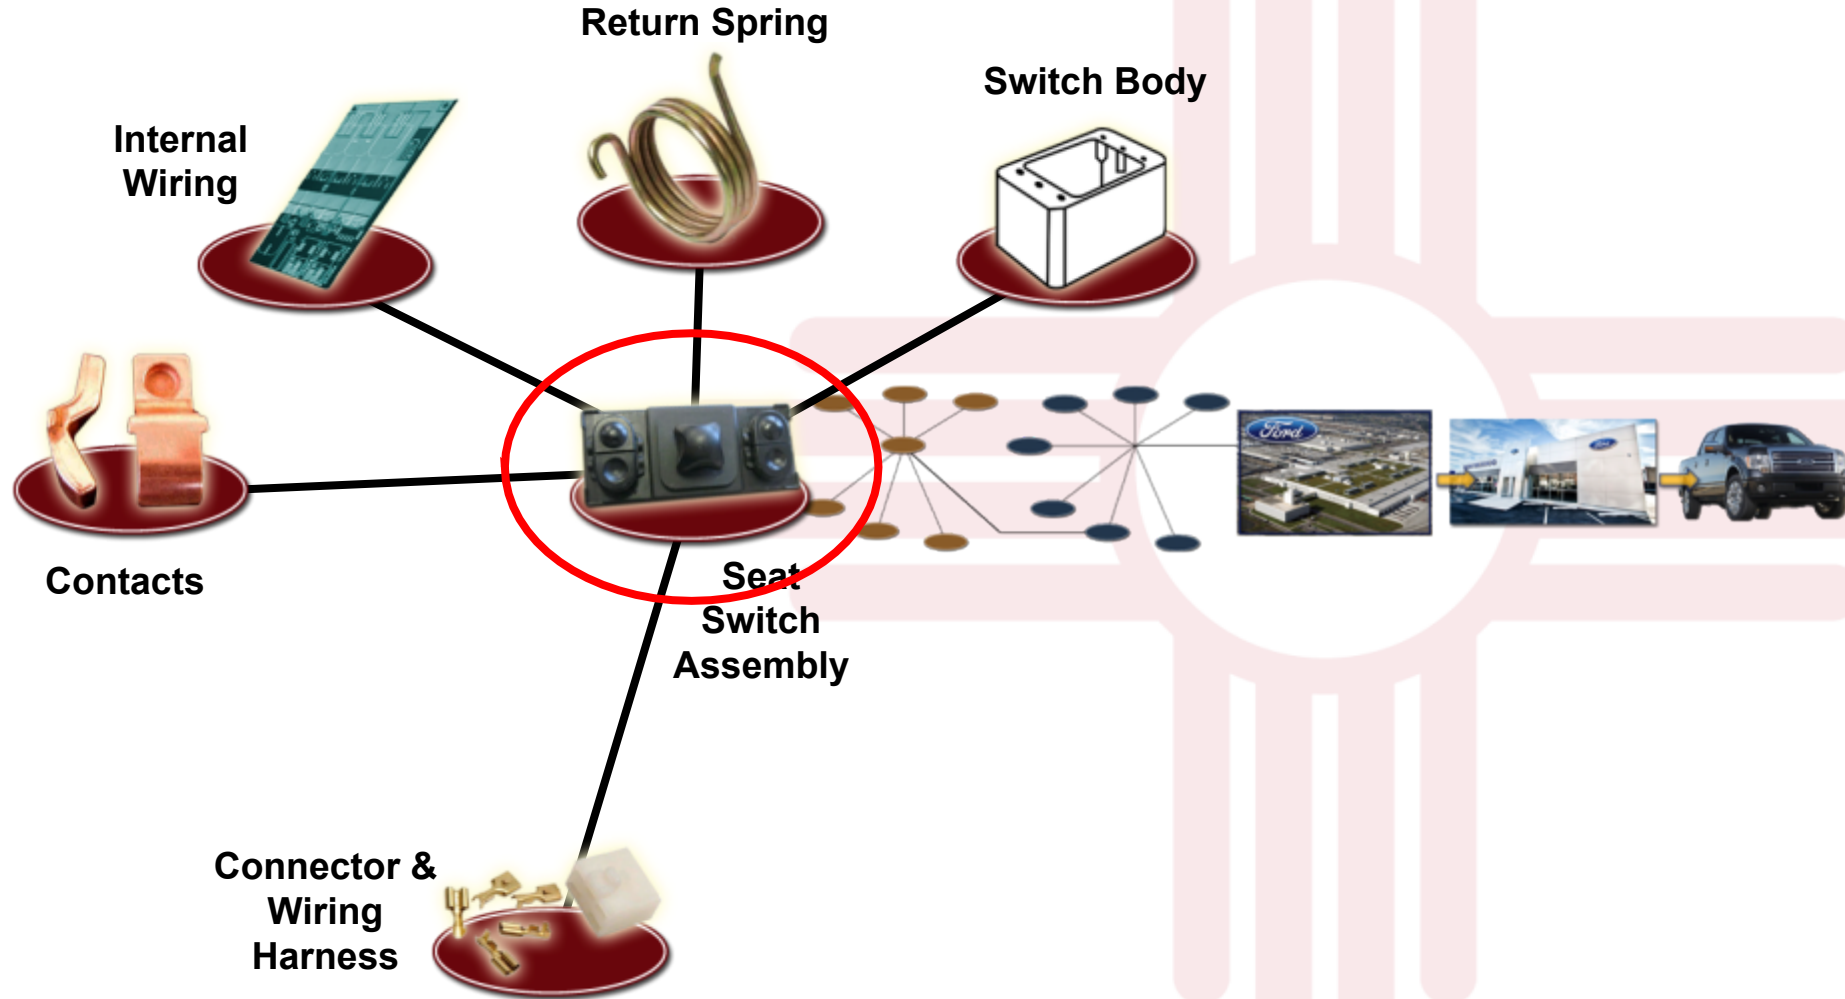 Return Spring
Switch Body
Internal
Wiring
Contacts
Seat
Switch
Assembly
Ford
Connector &
Wiring
Harness